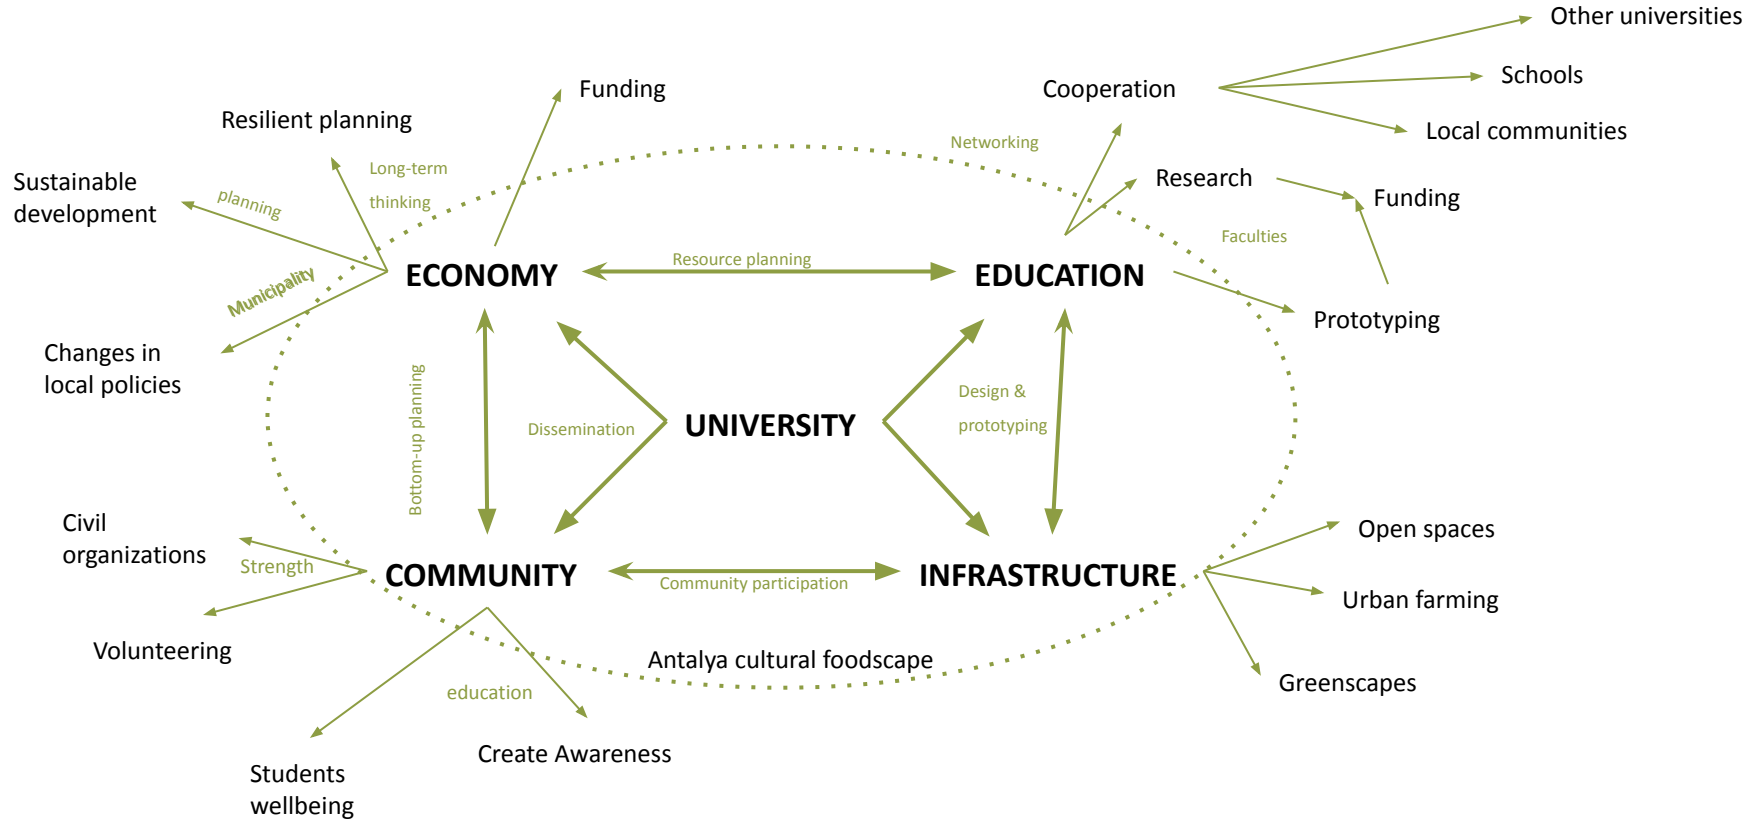 Other universities
Funding
Cooperation
Schools
Resilient planning
Local communities
Networking
Long-term
thinking
Sustainable
development
planning
Research
Funding
Faculties
Municipality
ECONOMY
Resource planning
EDUCATION
Prototyping
Changes in
local policies
Bottom-up planning
Dissemination
UNIVERSITY
Design &
prototyping
Civil
organizations
Strength
COMMUNITY
Community participation
INFRASTRUCTURE
Open spaces
Urban farming
Volunteering
Antalya cultural foodscape
Greenscapes
education
Create Awareness
Students
wellbeing